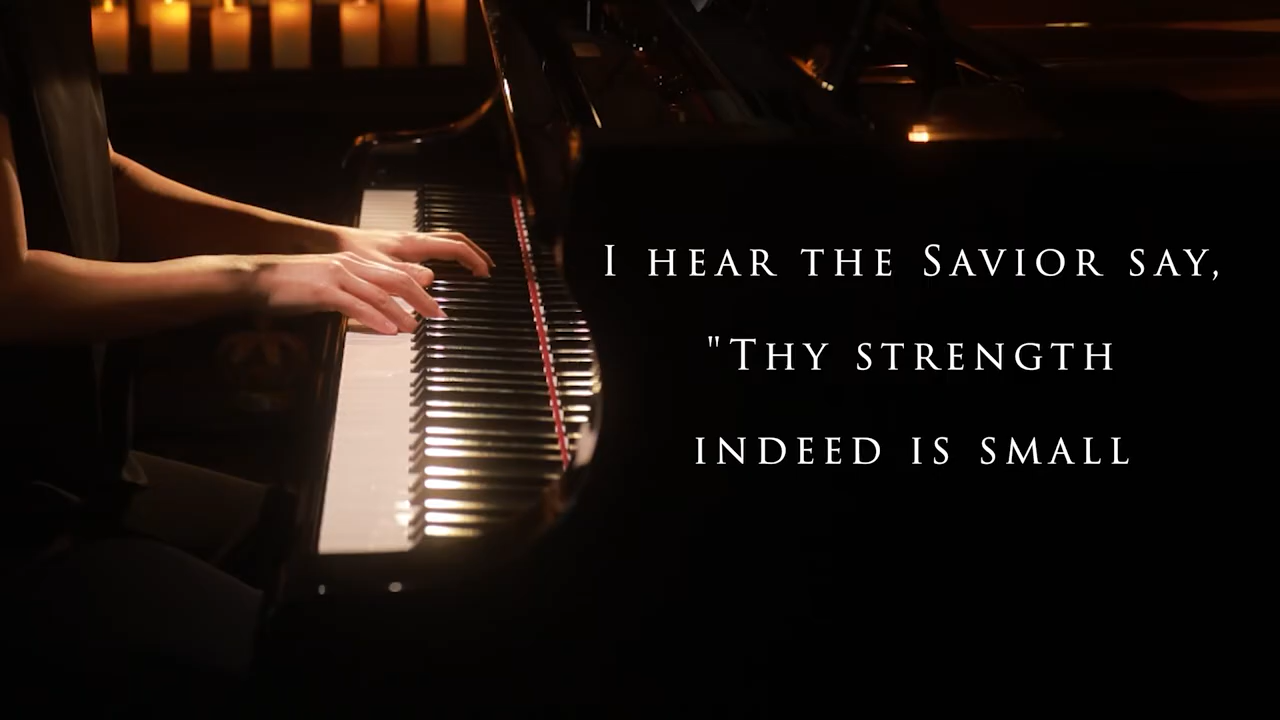 I hear the Savior say,
"Thy strength
indeed is small